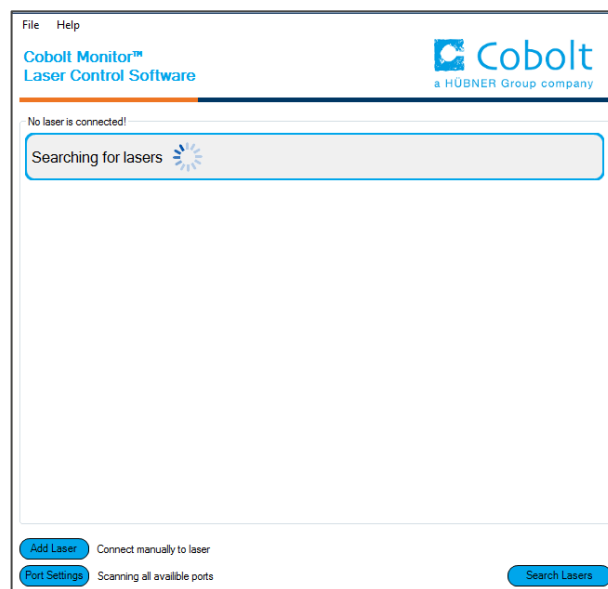 File Help
Cobolt Monitor™
Laser Control Software
Cobolt
a HÜBNER Group company
No laser is connected!
Searching for lasers
Add Laser Connect manually to laser
Port Settings Scanning all availible ports
Search Lasers